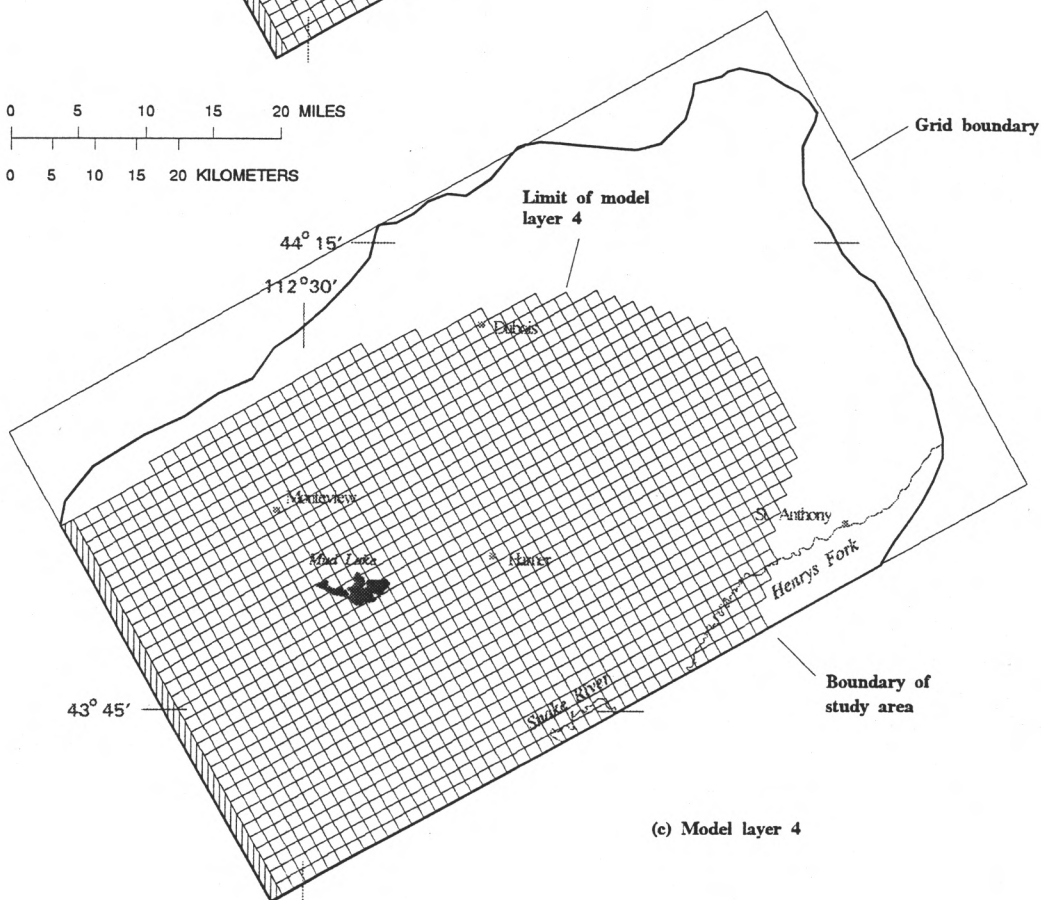 0 5 10 15 20 MILES
0 5 10 15 20 KILOMETERS
Grid boundary
Limit of model
layer 4
44° 15′
112°30′
Dubois
Monteview
St. Anthony
Mud Lake
Hamer
Henrys Fork
Boundary of
study area
43° 45′
Snake River
(c) Model layer 4